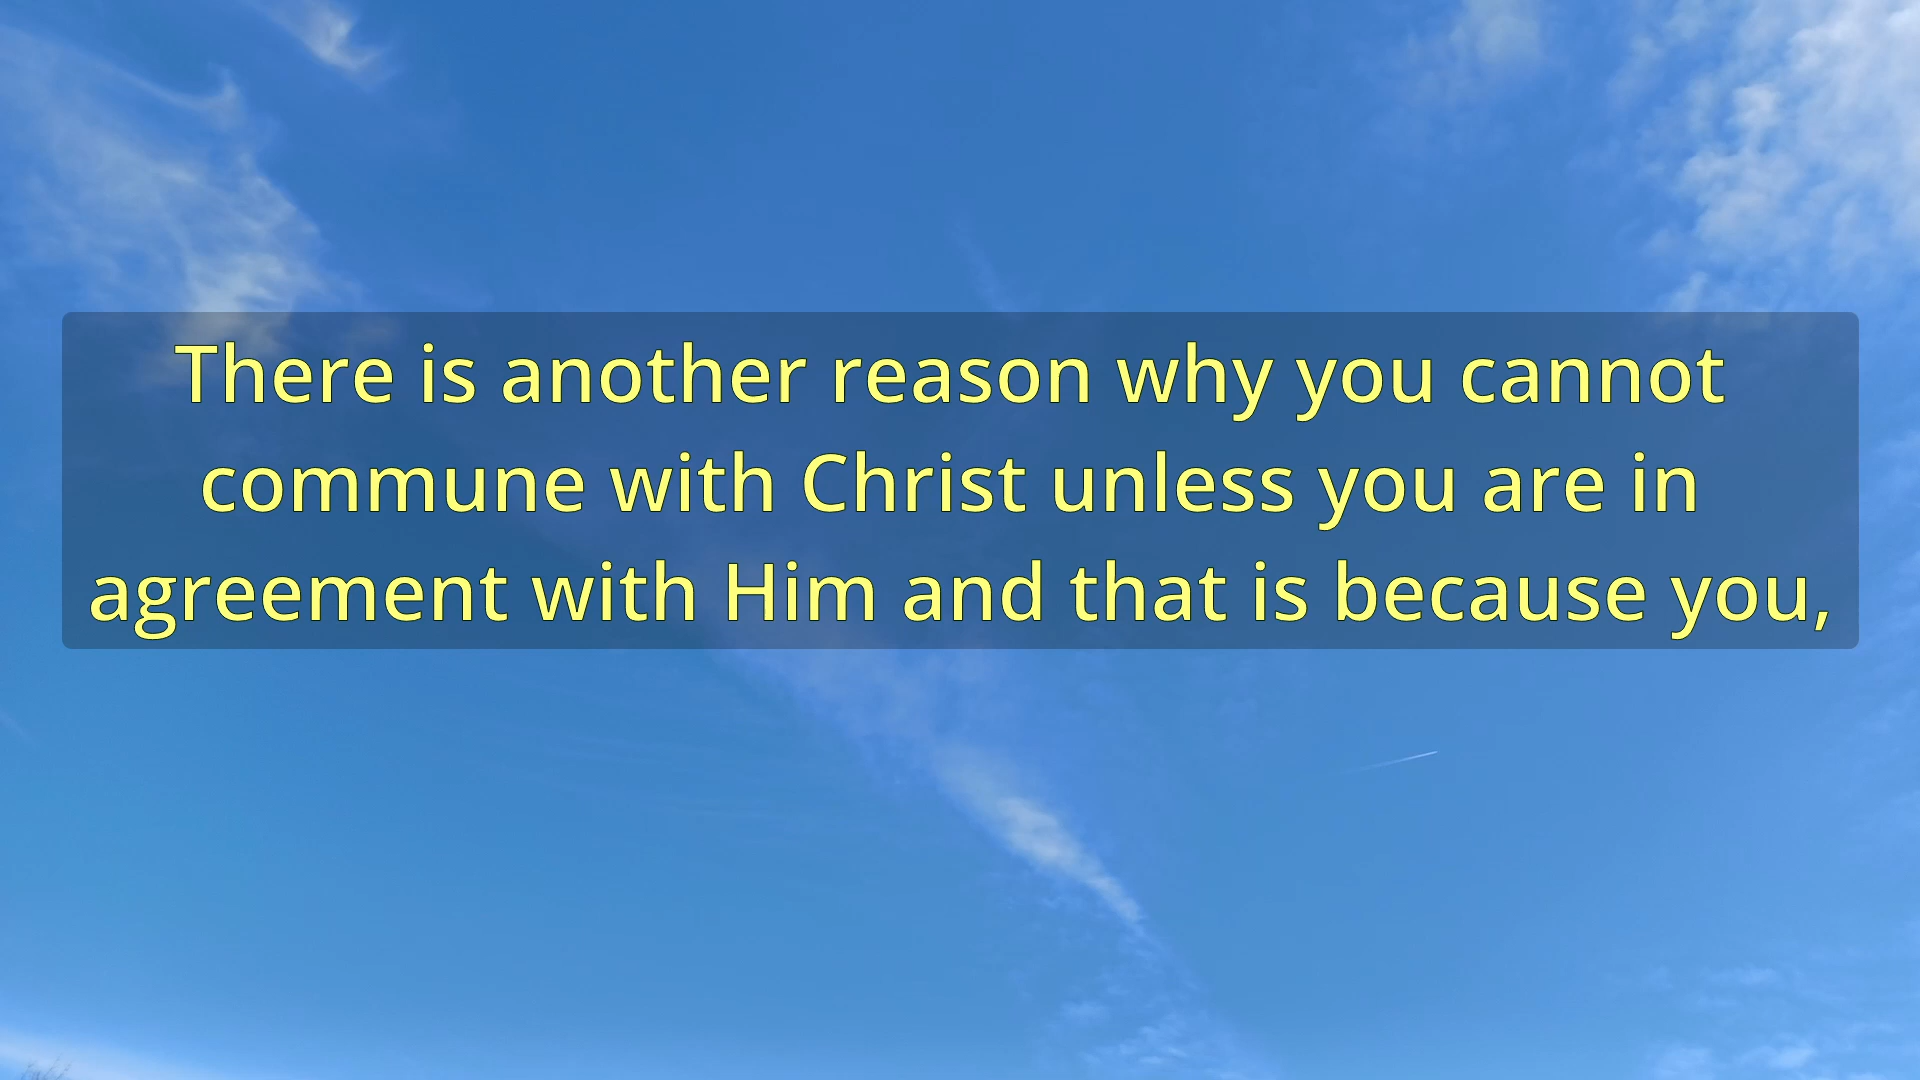 There is another reason why you cannot
commune with Christ unless you are in
agreement with Him and that is because you,